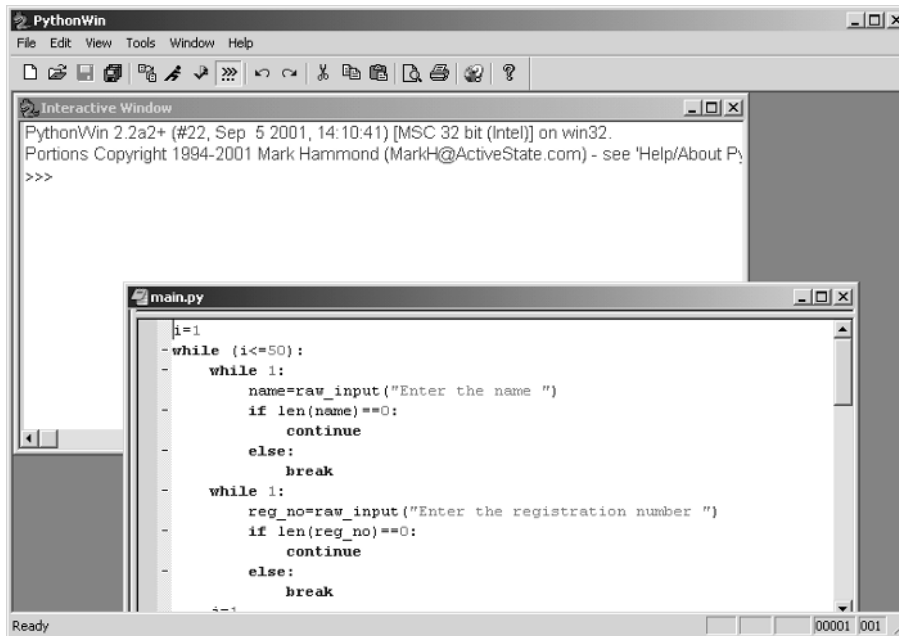 PythonWin
File Edit View Tools Window Help
Interactive Window
PythonWin 2.2a2+ (#22, Sep 5 2001, 14:10:41) [MSC 32 bit (Intel)] on win32.
Portions Copyright 1994-2001 Mark Hammond (MarkH@ActiveState.com) - see 'Help/About Py
>>>
main.py
i=1
while (i<=50):
    while 1:
        name=raw_input("Enter the name ")
        if len(name)==0:
            continue
        else:
            break
    while 1:
        reg_no=raw_input("Enter the registration number ")
        if len(reg_no)==0:
            continue
        else:
            break
Ready
00001 001